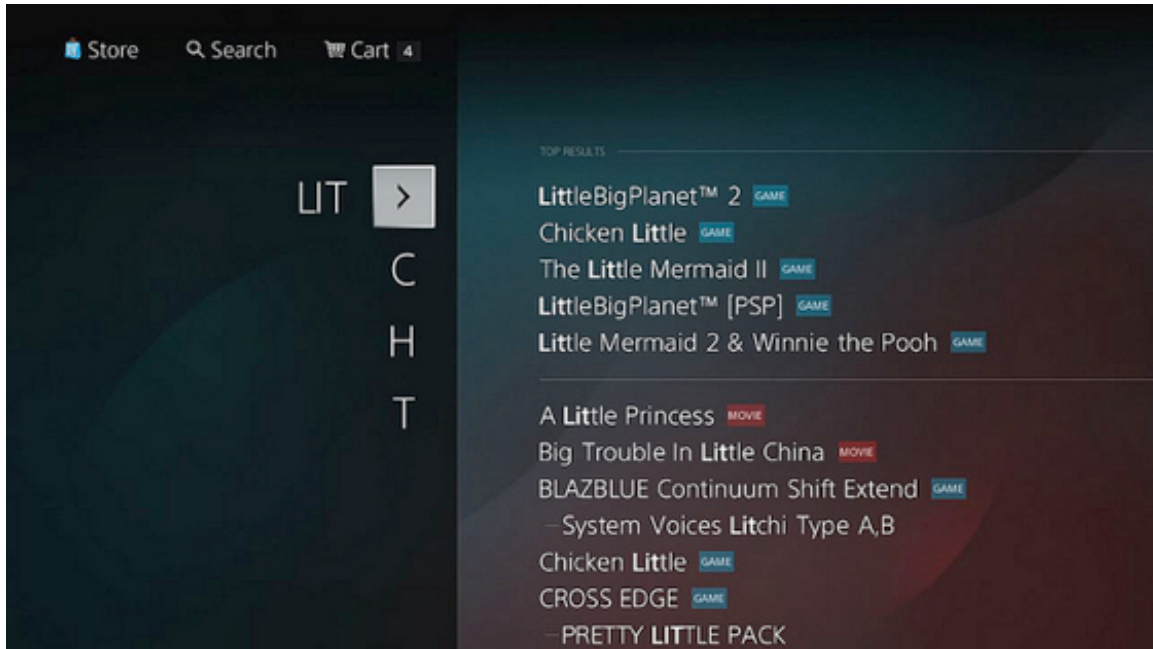 Store Search Cart 4
LIT >
C
H
T
TOP RESULTS
LittleBigPlanet™ 2 GAME
Chicken Little GAME
The Little Mermaid II GAME
LittleBigPlanet™ [PSP] GAME
Little Mermaid 2 & Winnie the Pooh GAME
A Little Princess MOVIE
Big Trouble In Little China MOVIE
BLAZBLUE Continuum Shift Extend GAME
–System Voices Litchi Type A,B
Chicken Little GAME
CROSS EDGE GAME
–PRETTY LITTLE PACK